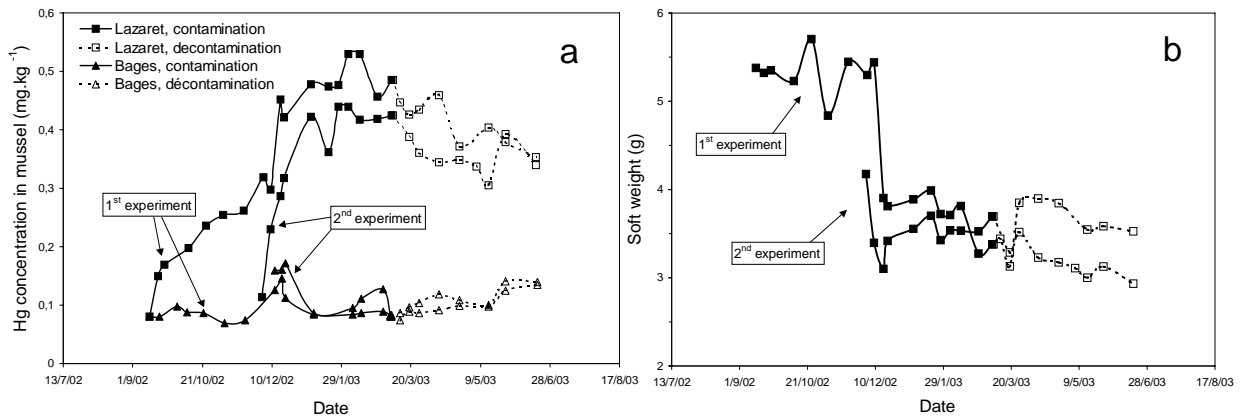 0,6
0,5
0,4
0,3
0,2
0,1
0
Hg concentration in mussel (mg.kg -1)
Lazaret, contamination
Lazaret, decontamination
Bages, contamination
Bages, décontamination
a
1st experiment
2nd experiment
13/7/02 1/9/02 21/10/02 10/12/02 29/1/03 20/3/03 9/5/03 28/6/03 17/8/03
Date
6
5
4
3
2
Soft weight (g)
b
1st experiment
2nd experiment
13/7/02 1/9/02 21/10/02 10/12/02 29/1/03 20/3/03 9/5/03 28/6/03 17/8/03
Date